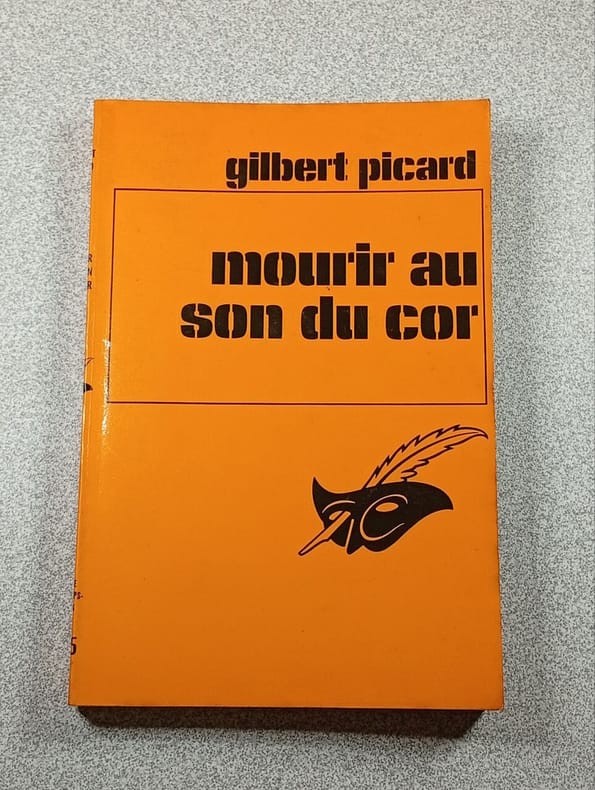 gilbert picard
mourir au
son du cor